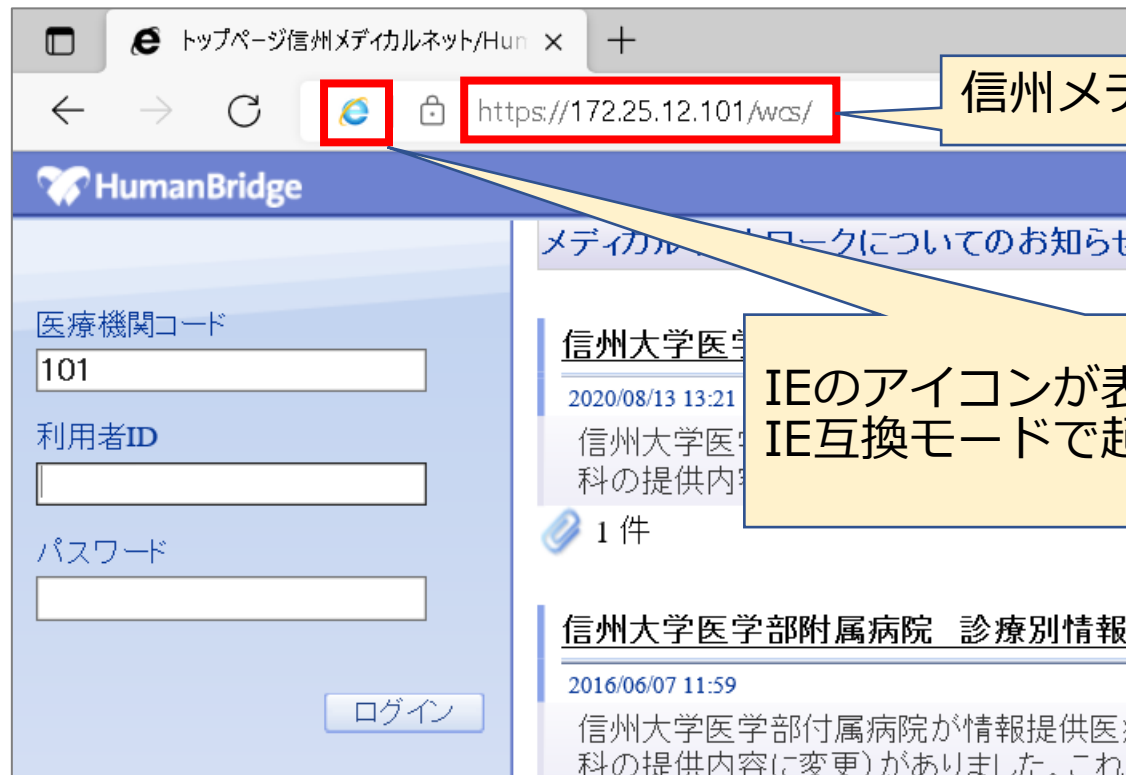 トップページ信州メディカルネット/Hun
https://172.25.12.101/wcs/
信州メデ
HumanBridge
メディカル
ークについてのお知らせ
医療機関コード
101
利用者ID
パスワード
ログイン
信州大学医学
2020/08/13 13:21
信州大学医
科の提供内
1 件
IEのアイコンが表
IE互換モードで起
信州大学医学部附属病院 診療別情報
2016/06/07 11:59
信州大学医学部付属病院が情報提供医
科の提供内容に変更)がありました。これ